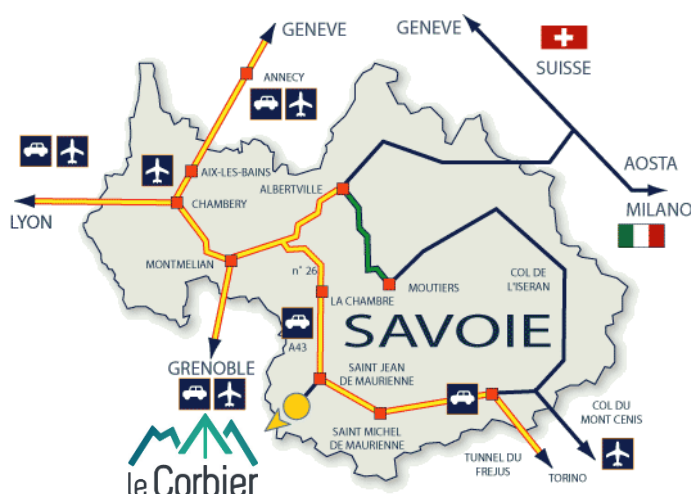 GENEVE
GENEVE
SUISSE
ANNECY
AIX-LES-BAINS
ALBERTVILLE
AOSTA
CHAMBERY
LYON
MILANO
MONTMELIAN
n° 26
COL DE
L'ISERAN
LA CHAMBRE
MOUTIERS
SAVOIE
A43
GRENOBLE
SAINT JEAN
DE MAURIENNE
COL DU
MONT CENIS
SAINT MICHEL
DE MAURIENNE
TUNNEL DU
FREJUS
TORINO
le Corbier